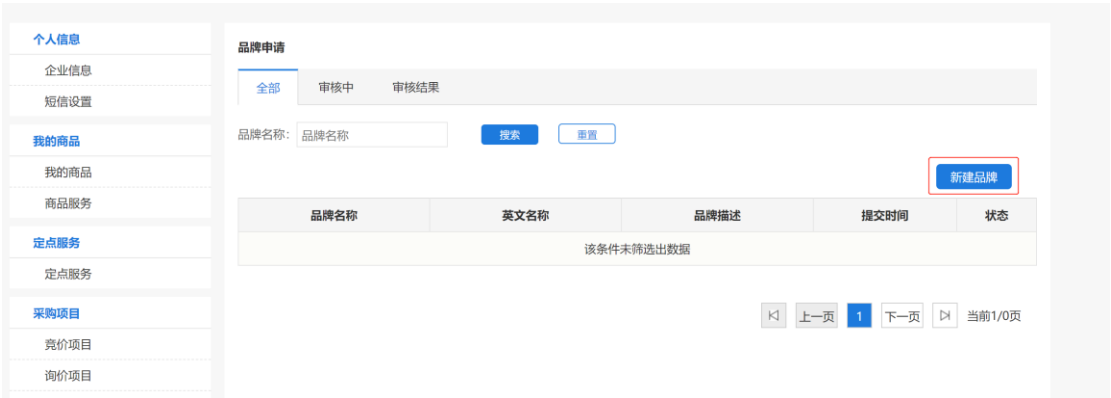 个人信息
企业信息
短信设置
我的商品
我的商品
商品服务
定点服务
定点服务
采购项目
竞价项目
询价项目
品牌申请
全部 审核中 审核结果
品牌名称： 品牌名称 搜索 重置
新建品牌
品牌名称 英文名称 品牌描述 提交时间 状态
该条件未筛选出数据
上一页 1 下一页 当前1/0页